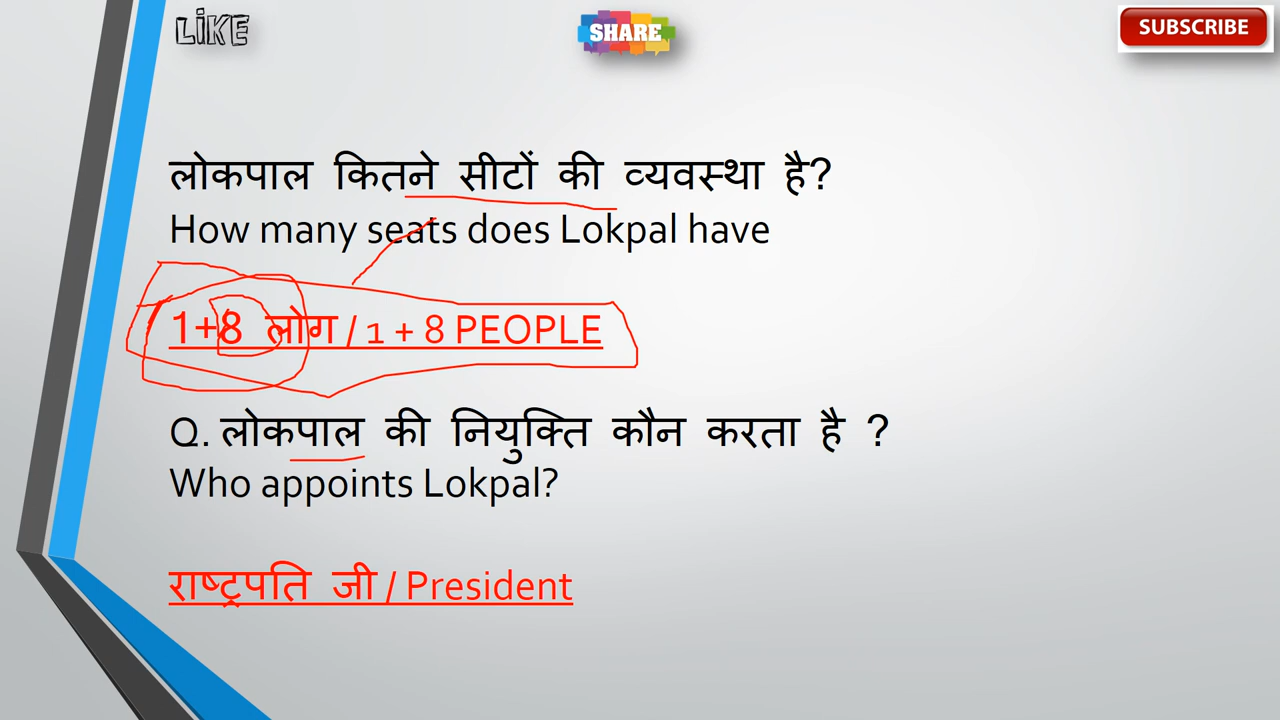 LIKE
SHARE
SUBSCRIBE
लोकपाल कितने सीटों की व्यवस्था है?
How many seats does Lokpal have
1+8 लोग / 1 + 8 PEOPLE
Q. लोकपाल की नियुक्ति कौन करता है ?
Who appoints Lokpal?
राष्ट्रपति जी / President